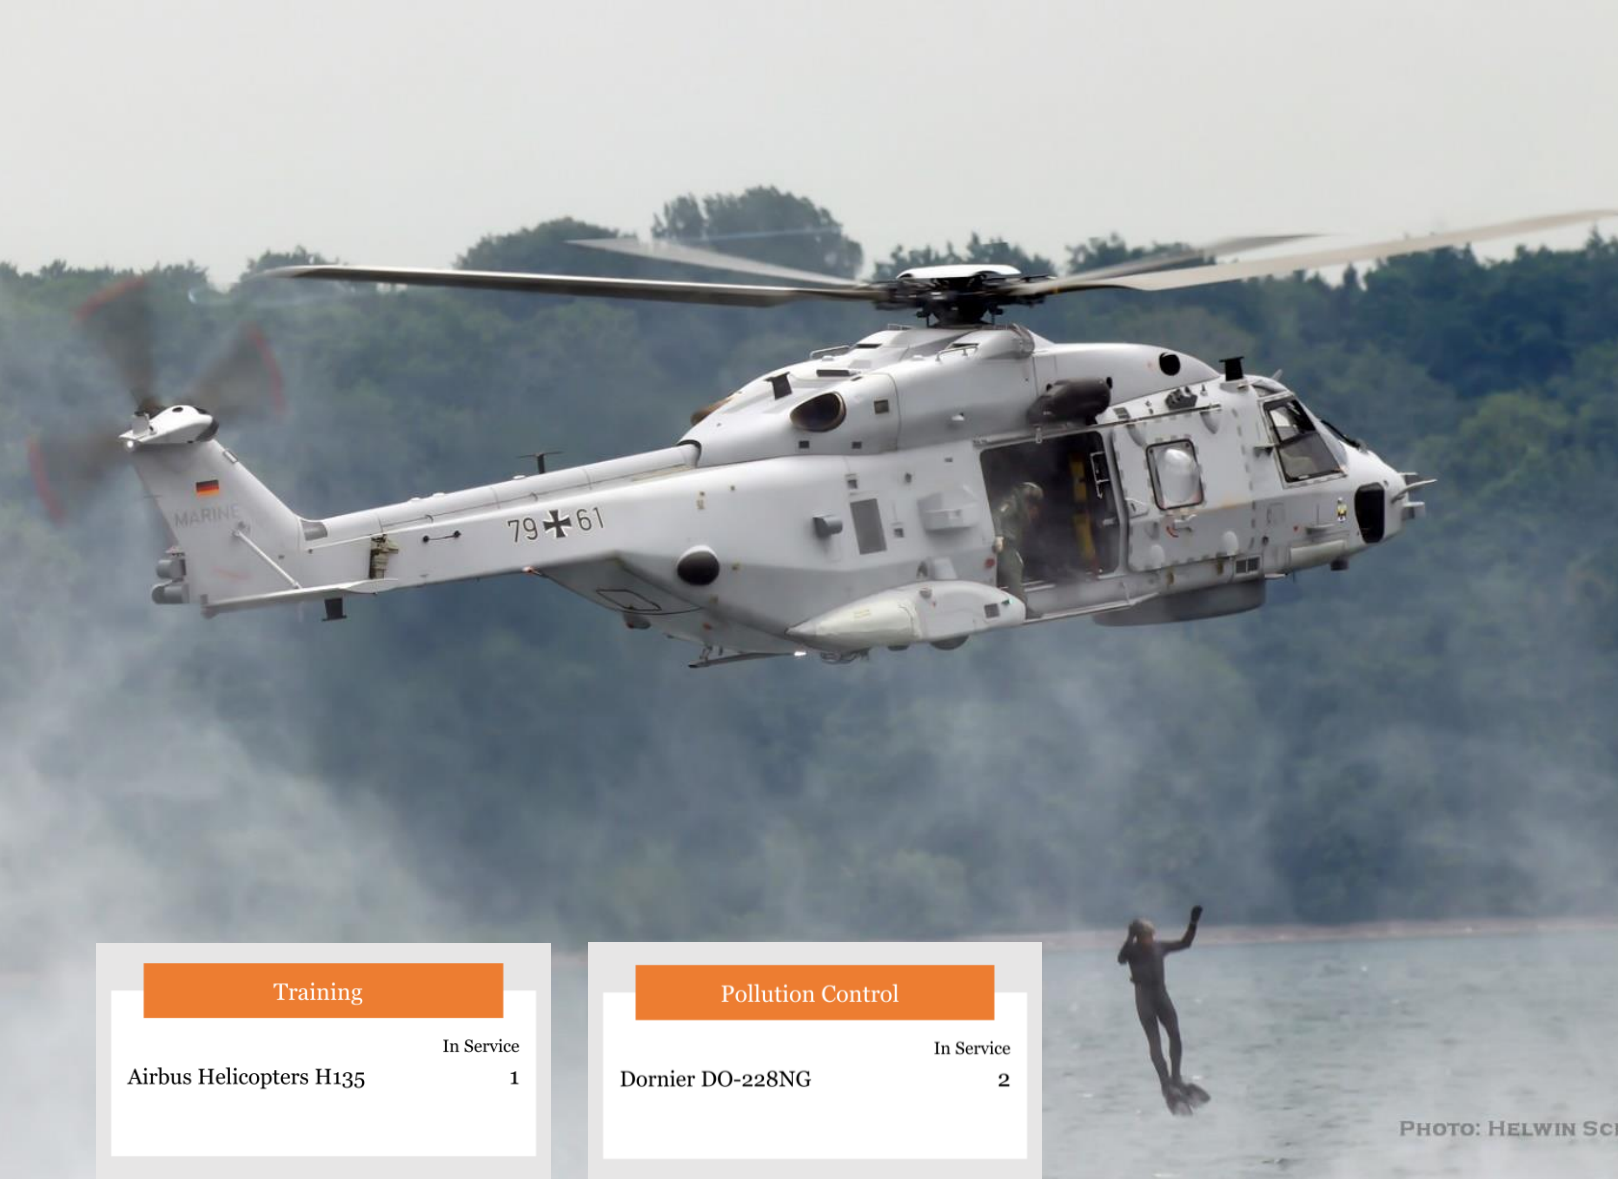 MARINE
79 61
Training
In Service
Airbus Helicopters H135 1
Pollution Control
In Service
Dornier DO-228NG 2
PHOTO: HELWIN